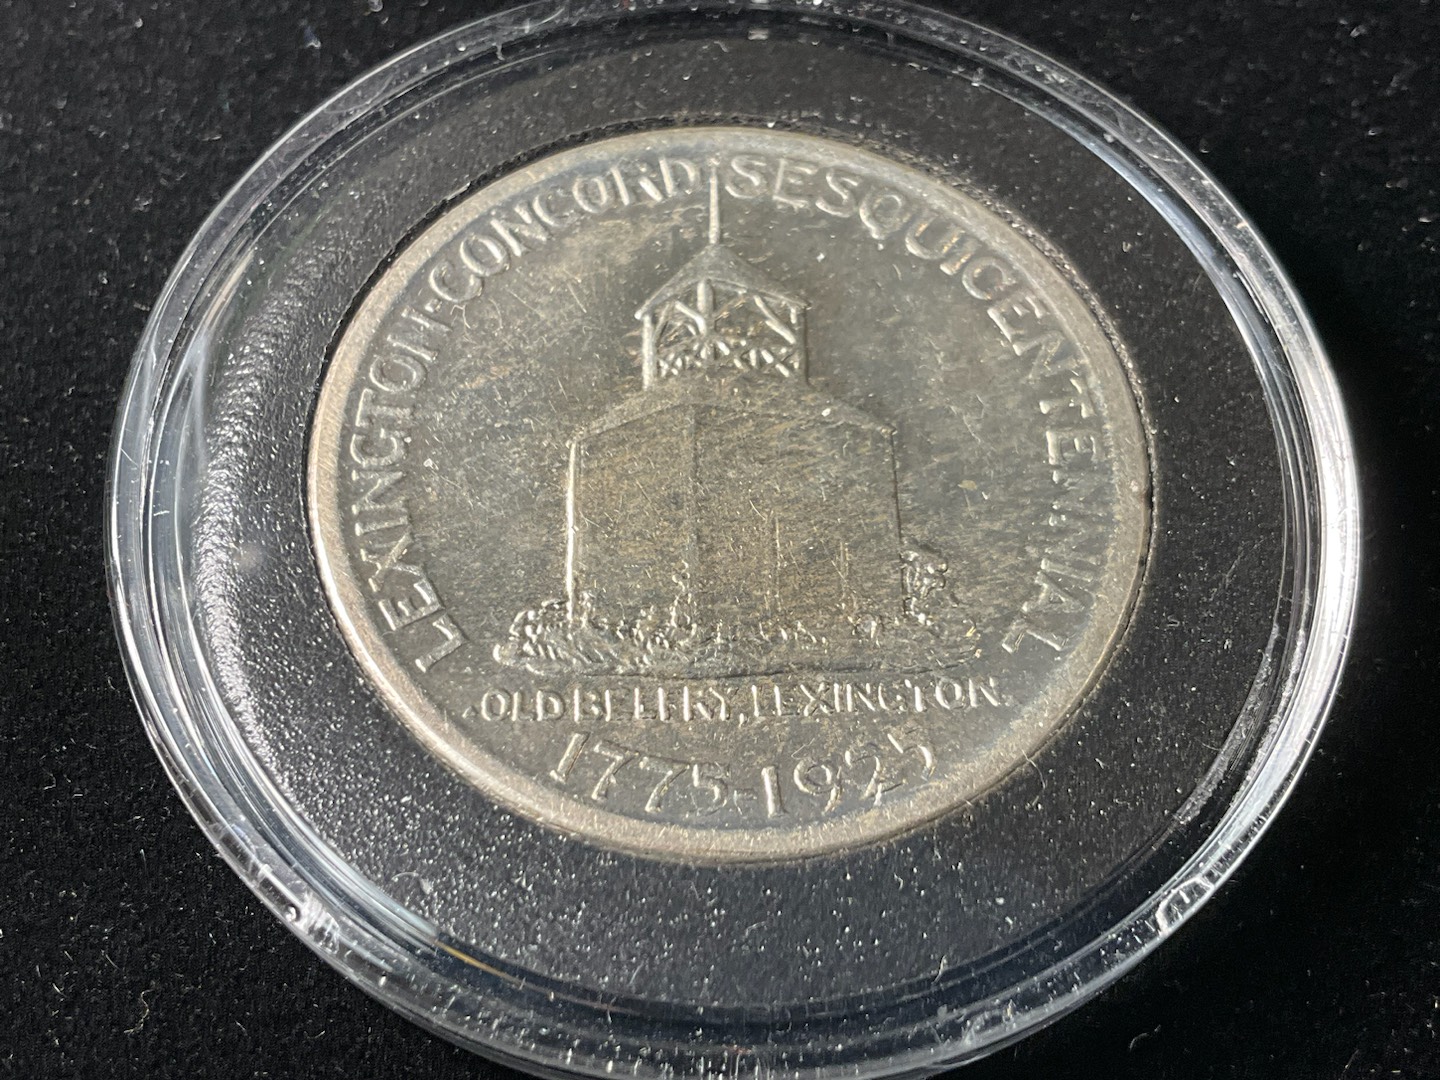 LEXINGTON·CONCORD SESQUICENTENNIAL
OLD BELFRY, LEXINGTON
1775-1925